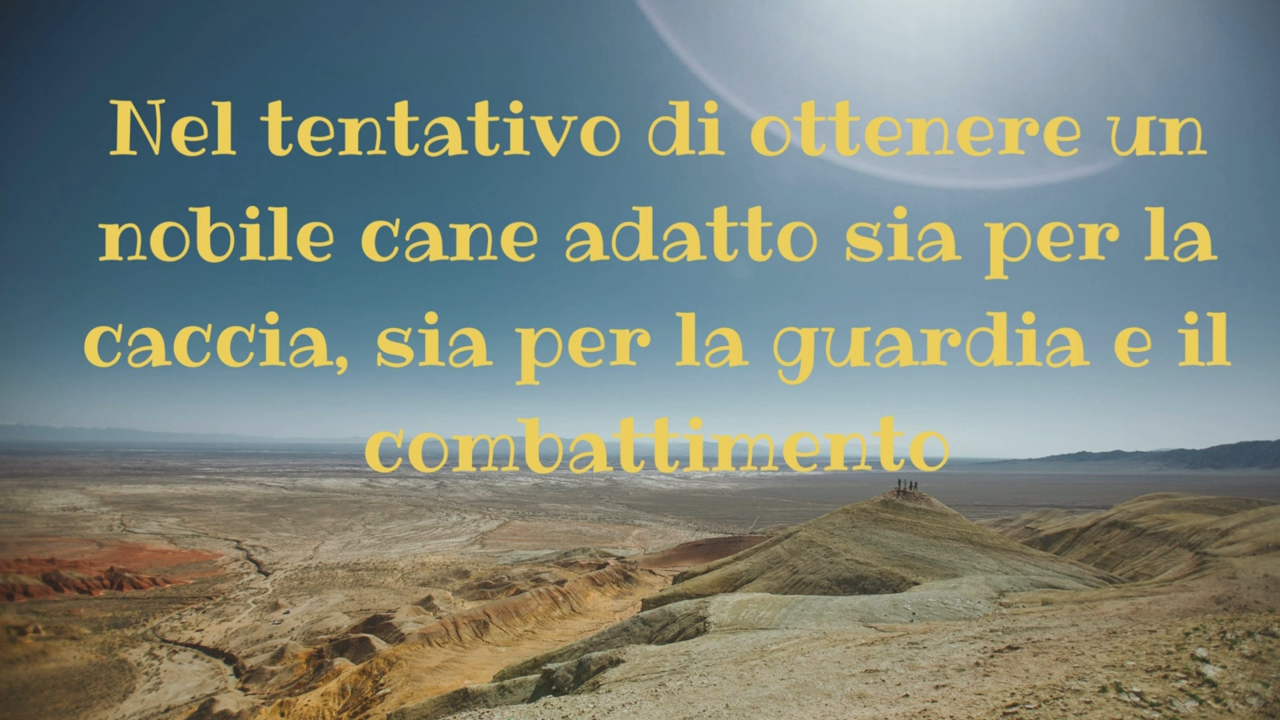 Nel tentativo di ottenere un
nobile cane adatto sia per la
caccia, sia per la guardia e il
combattimento